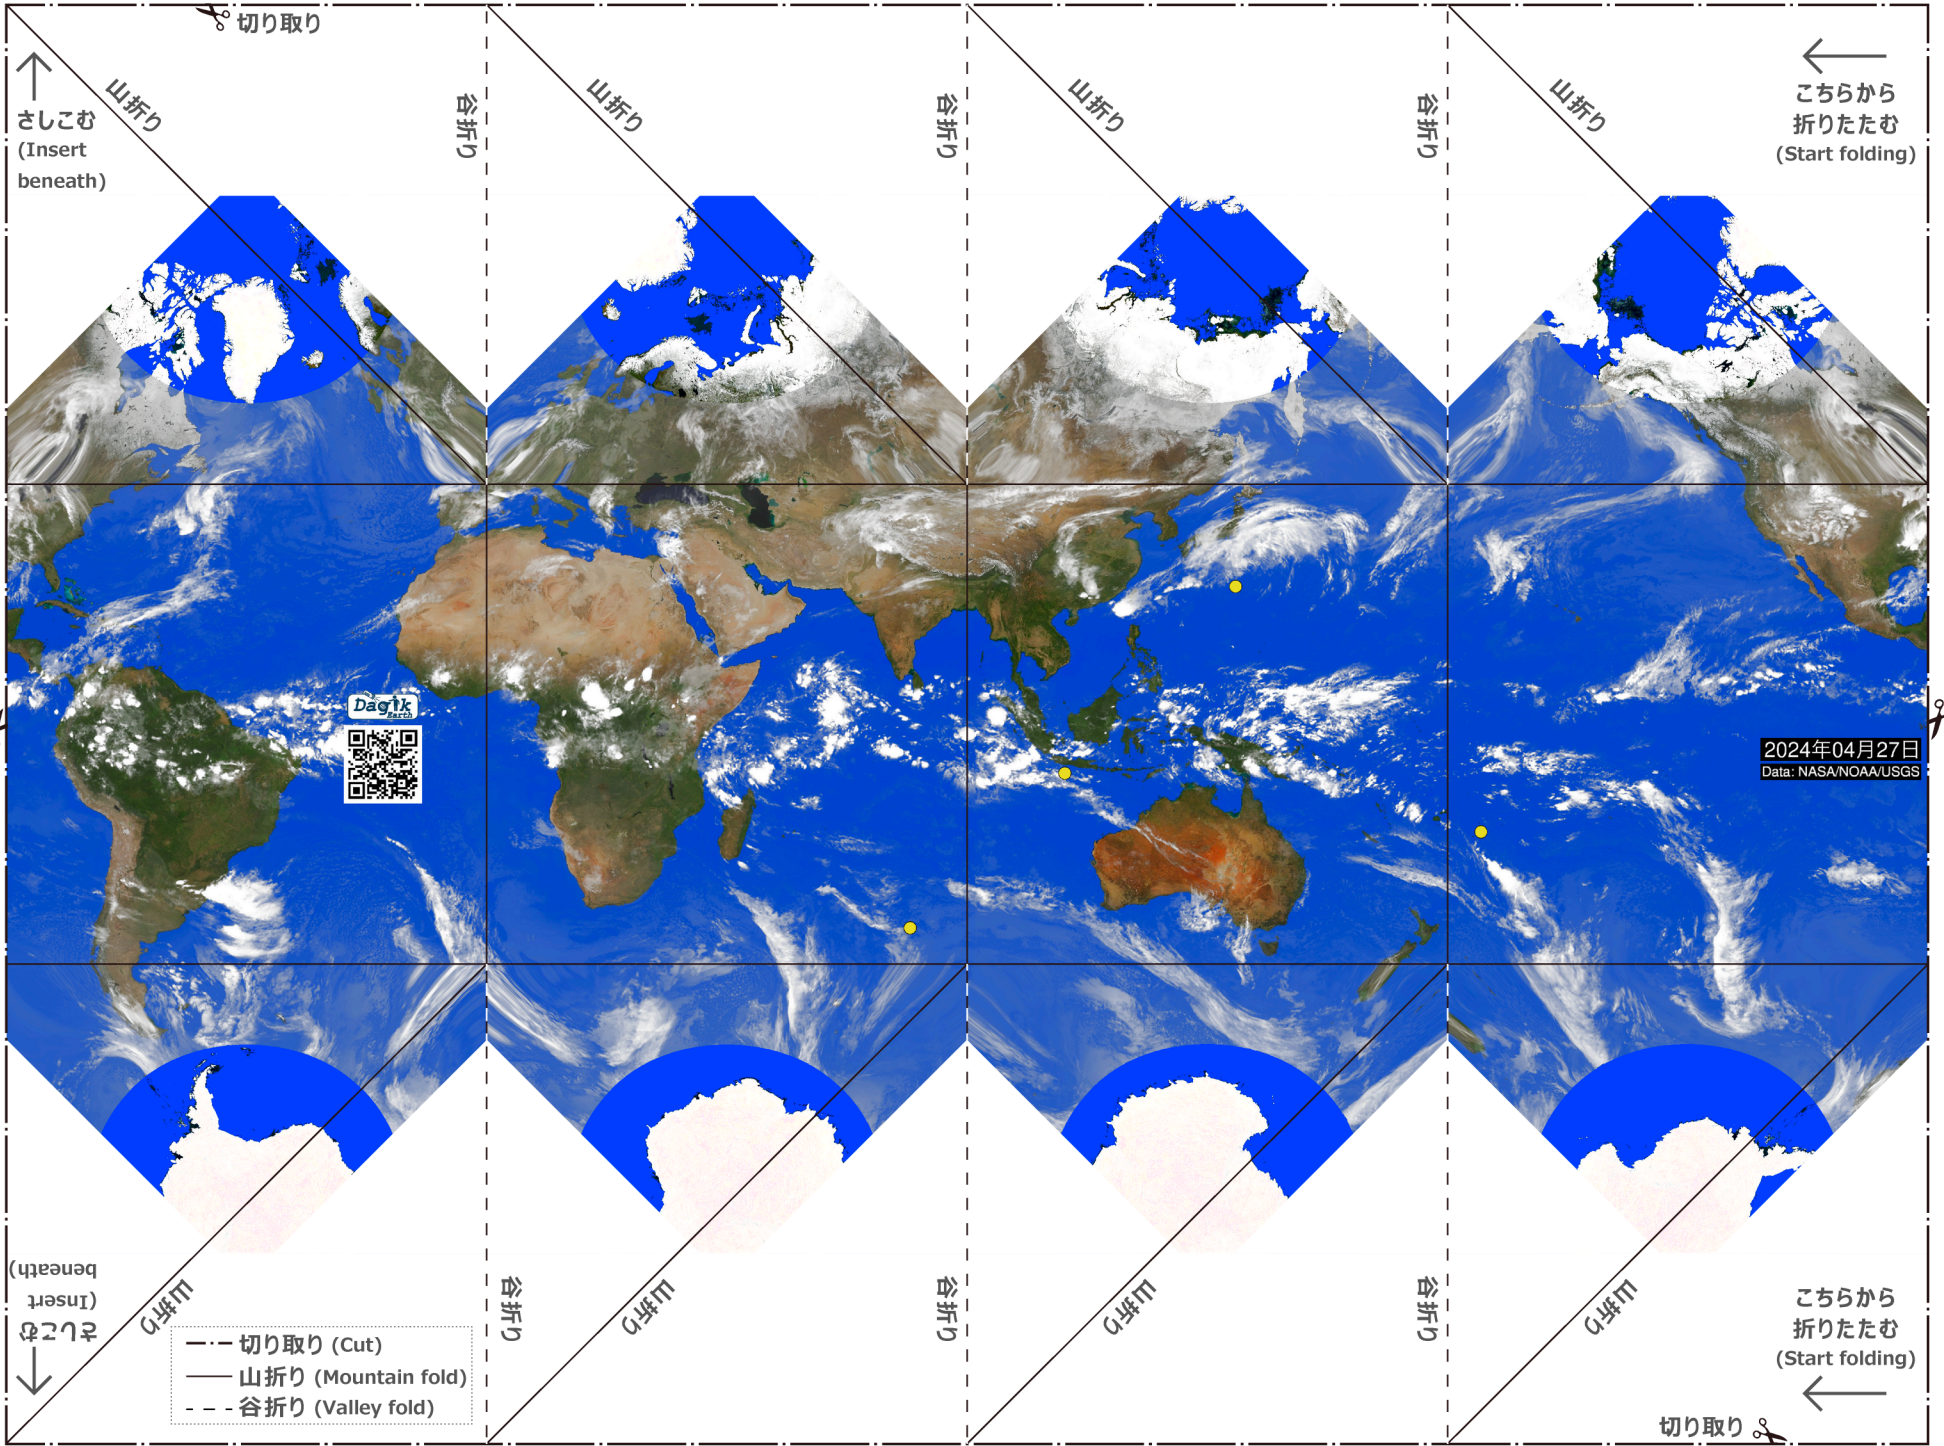 切り取り
山折り
谷折り
山折り
谷折り
山折り
谷折り
山折り
さしこむ
(Insert
beneath)
こちらから
折りたたむ
(Start folding)
Dagik
Earth
2024年04月27日
Data: NASA/NOAA/USGS
さしこむ
(Insert
beneath)
山折り
谷折り
山折り
谷折り
山折り
谷折り
山折り
切り取り (Cut)
山折り (Mountain fold)
谷折り (Valley fold)
こちらから
折りたたむ
(Start folding)
切り取り